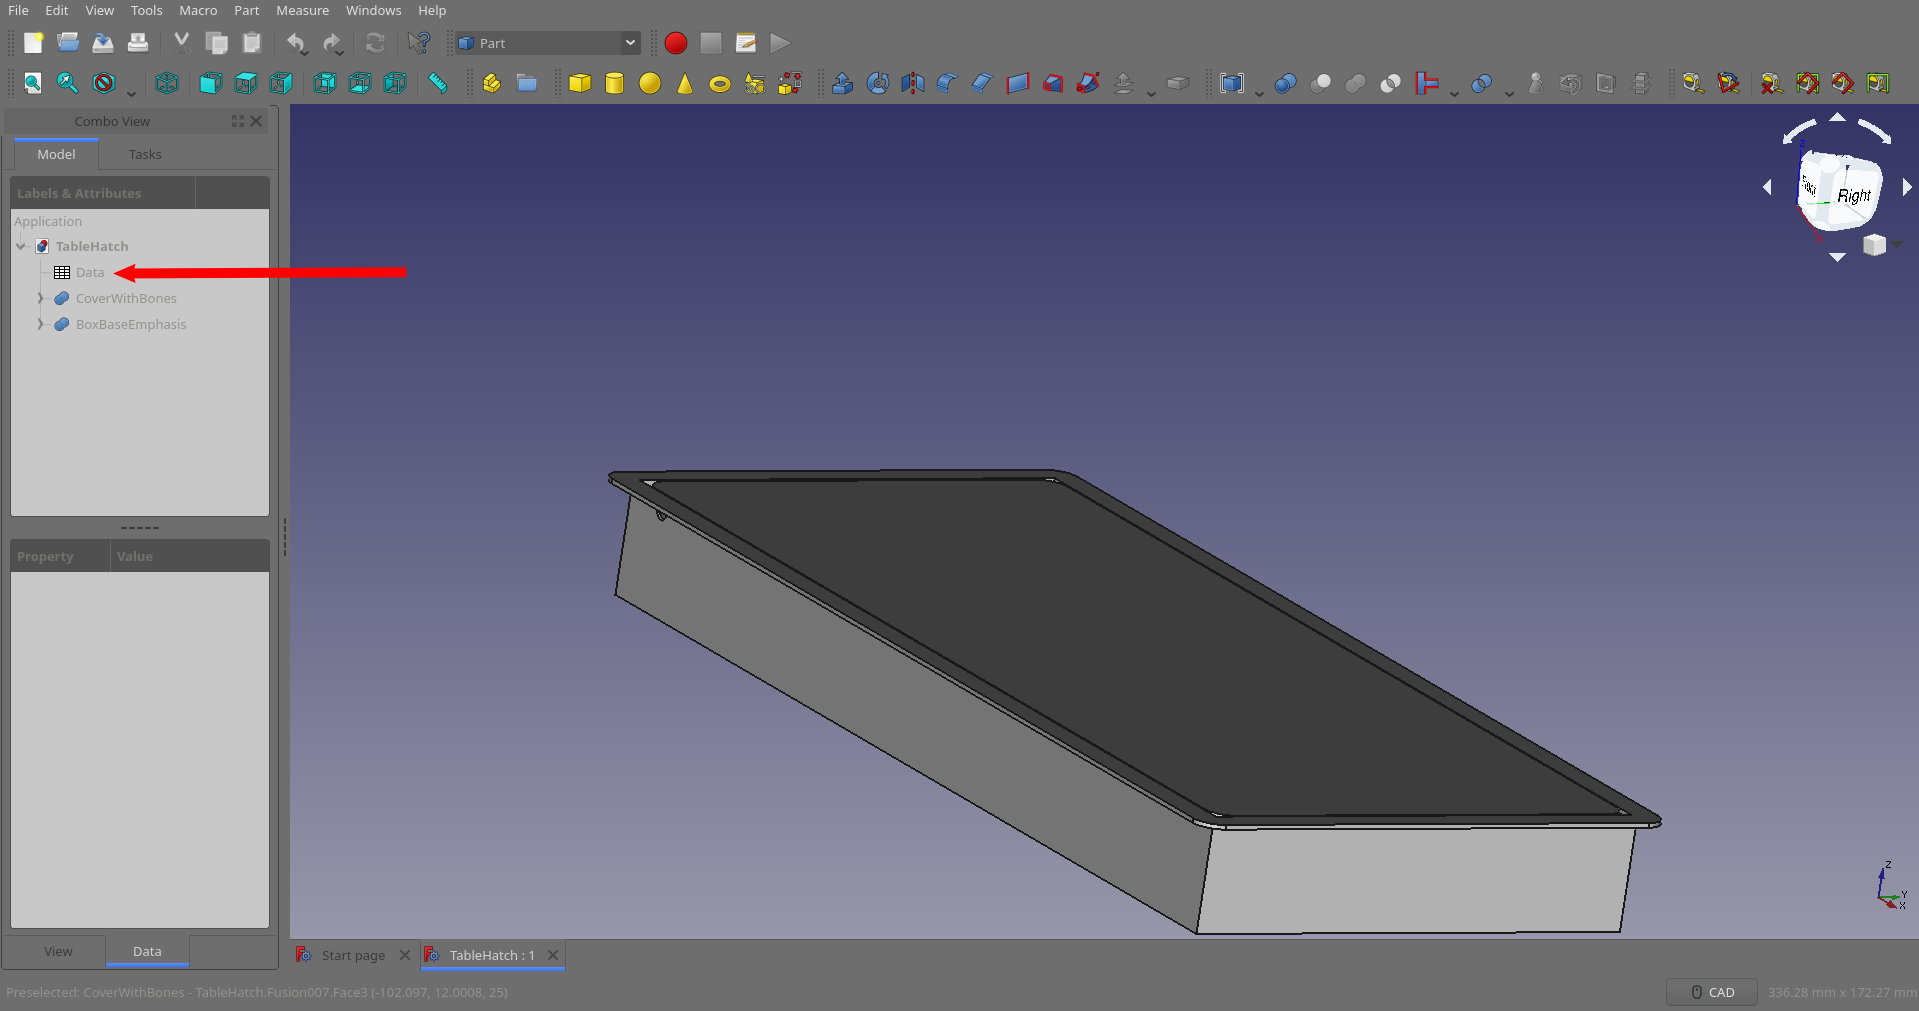 File Edit View Tools Macro Part Measure Windows Help
Part
Combo View
Model Tasks
Labels & Attributes
Application
TableHatch
Data
CoverWithBones
BoxBaseEmphasis
Property Value
View Data
Z
Right
Z
Y
X
Start page TableHatch : 1
Preselected: CoverWithBones - TableHatch.Fusion007.Face3 (-102.097, 12.0008, 25)
CAD 336.28 mm x 172.27 mm